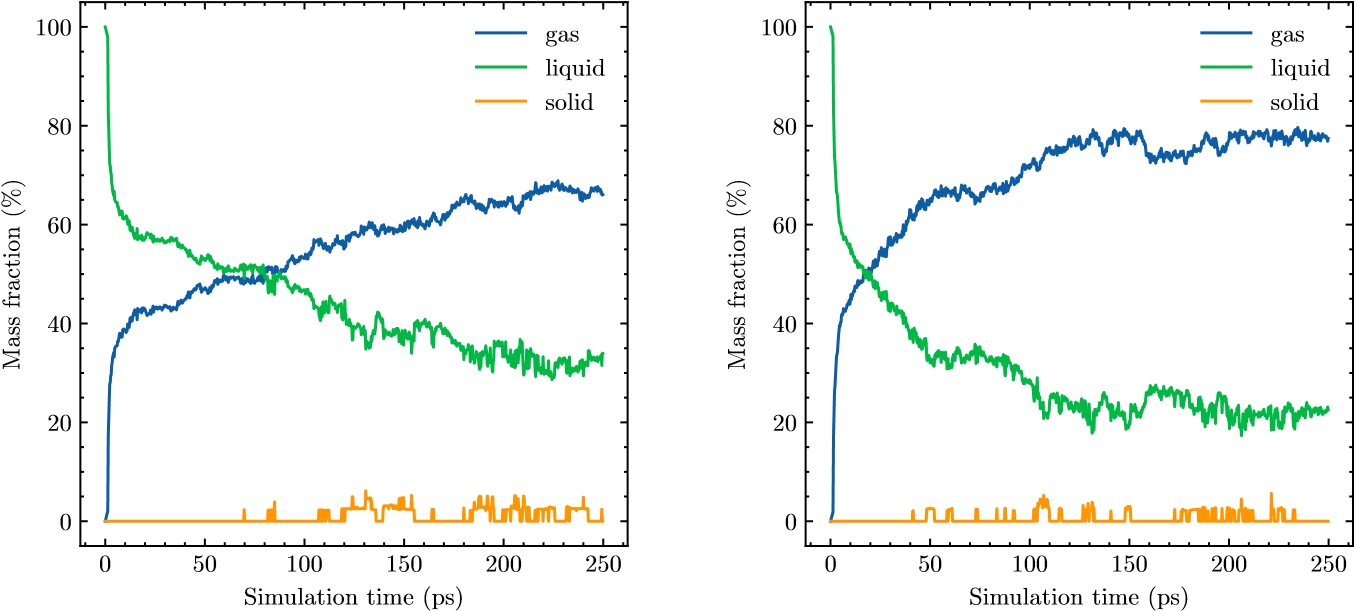 100
80
60
40
20
0
Mass fraction (%)
gas
liquid
solid
0 50 100 150 200 250
Simulation time (ps)
100
80
60
40
20
0
Mass fraction (%)
gas
liquid
solid
0 50 100 150 200 250
Simulation time (ps)